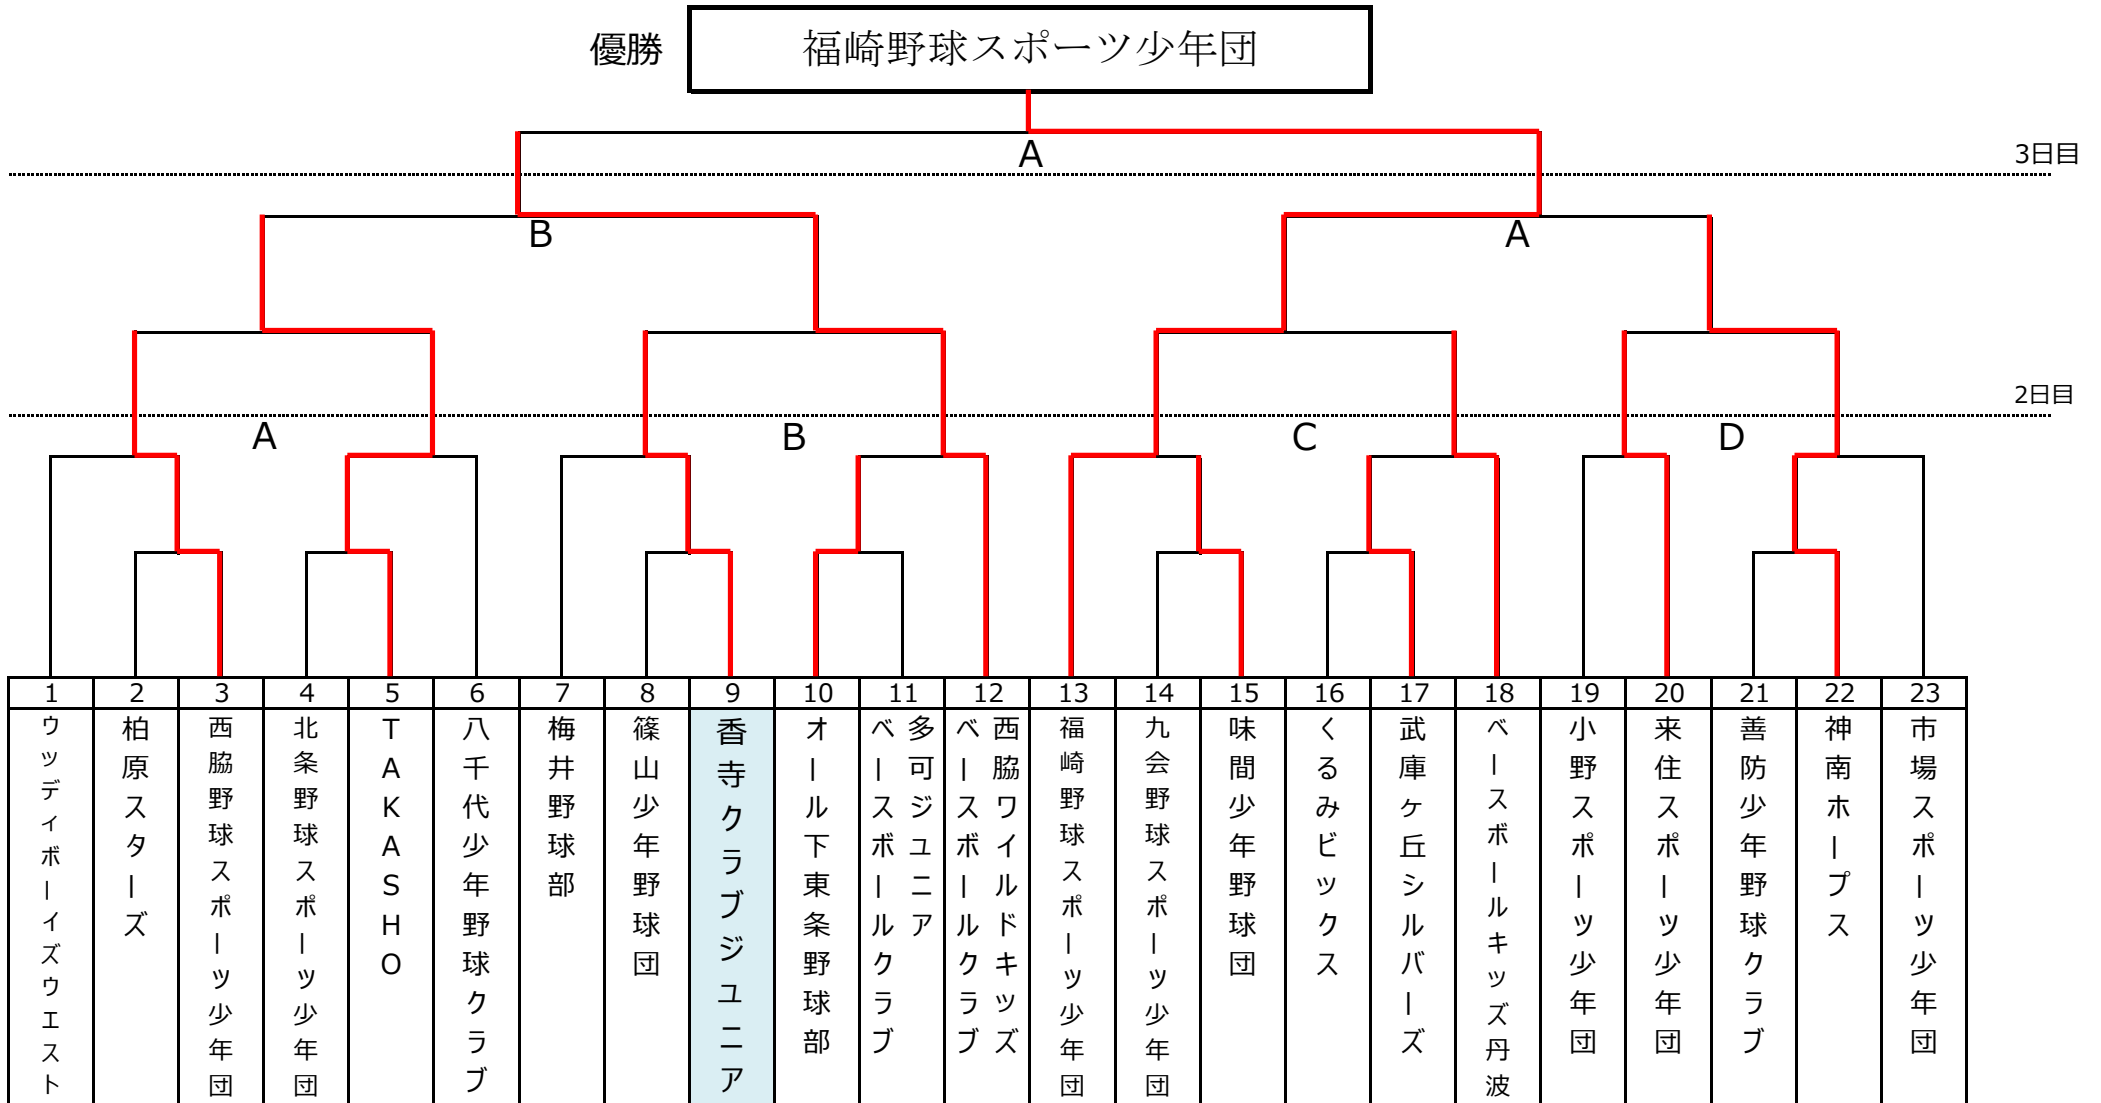 優勝
福崎野球スポーツ少年団
A
3日目
B
A
2日目
A
B
C
D
1
2
3
4
5
6
7
8
9
10
11
12
13
14
15
16
17
18
19
20
21
22
23
ウッディボーイズウエスト
柏原スターズ
西脇野球スポーツ少年団
北条野球スポーツ少年団
TAKASHO
八千代少年野球クラブ
梅井野球部
篠山少年野球団
香寺クラブジュニア
オール下東条野球部
多可ジュニア
ベースボールクラブ
西脇ワイルドキッズ
ベースボールクラブ
福崎野球スポーツ少年団
九会野球スポーツ少年団
味間少年野球団
くるみビックス
武庫ヶ丘シルバーズ
ベースボールキッズ丹波
小野スポーツ少年団
来住スポーツ少年団
善防少年野球クラブ
神南ホープス
市場スポーツ少年団